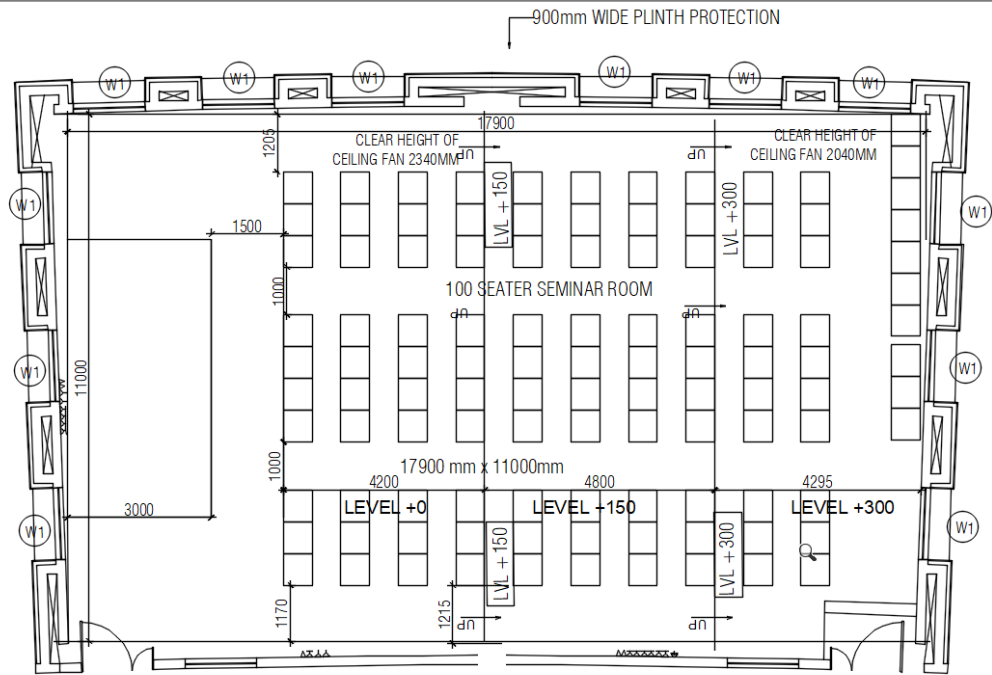 900mm WIDE PLINTH PROTECTION
W1
W1
W1
W1
W1
W1
17900
1205
CLEAR HEIGHT OF
CEILING FAN 2340MM
UP
UP
CLEAR HEIGHT OF
CEILING FAN 2040MM
LVL +150
LVL +300
W1
W1
1500
1000
100 SEATER SEMINAR ROOM
UP
UP
W1
W1
11000
1000
17900 mm x 11000mm
4200
4800
4295
3000
LEVEL +0
LEVEL +150
LEVEL +300
W1
W1
LVL +150
LVL +300
1170
1215
UP
UP